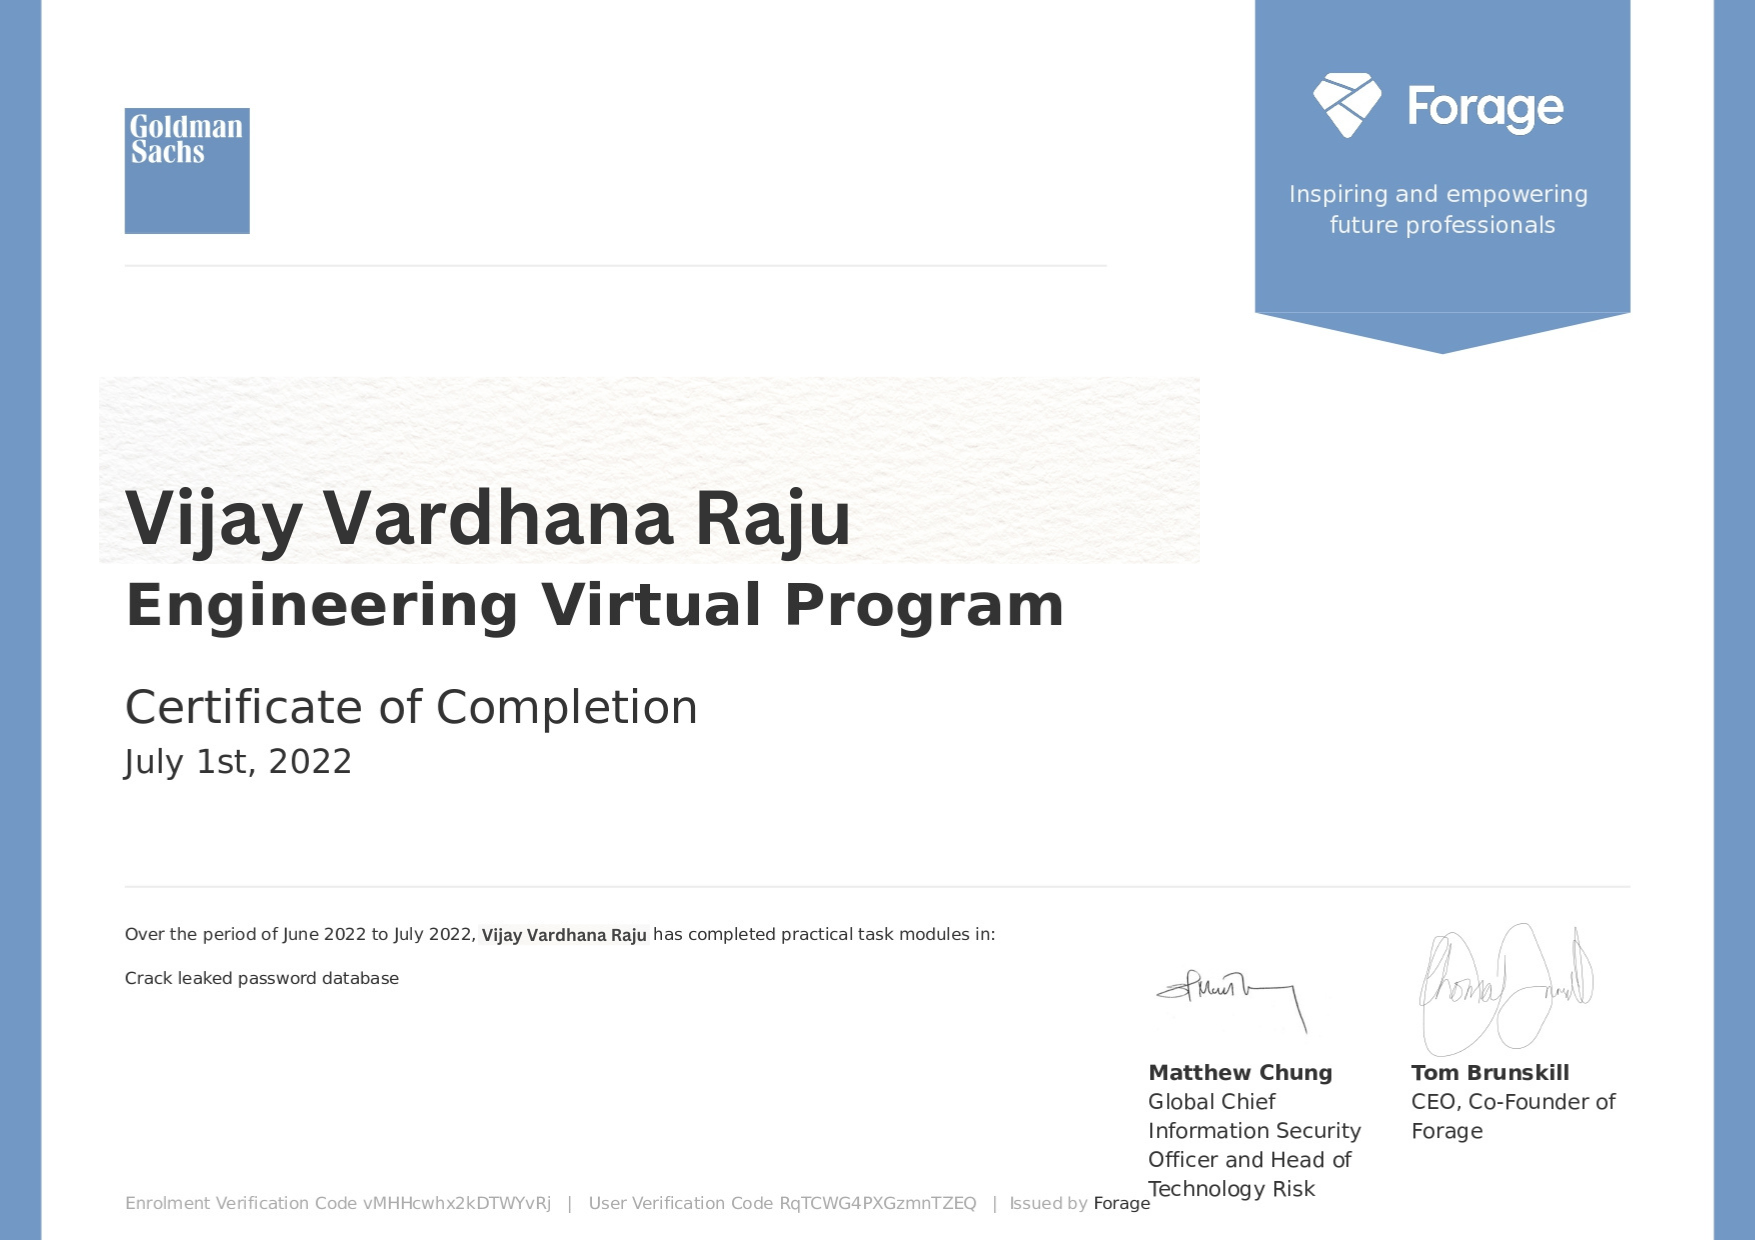 Goldman
Sachs
Forage
Inspiring and empowering
future professionals
Vijay Vardhana Raju
Engineering Virtual Program
Certificate of Completion
July 1st, 2022
Over the period of June 2022 to July 2022, Vijay Vardhana Raju has completed practical task modules in:
Crack leaked password database
Matthew Chung
Global Chief
Information Security
Officer and Head of
Technology Risk
Tom Brunskill
CEO, Co-Founder of
Forage
Enrolment Verification Code vMHHcwhx2kDTWYvRj | User Verification Code RqTCWG4PXGzmnTZEQ | Issued by Forage